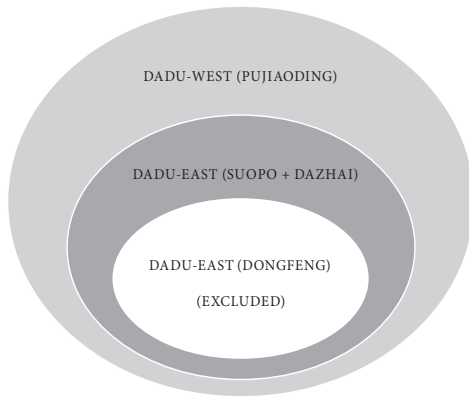 DADU-WEST (PUJIAODING)
DADU-EAST (SUOPO + DAZHAI)
DADU-EAST (DONGFENG)
(EXCLUDED)